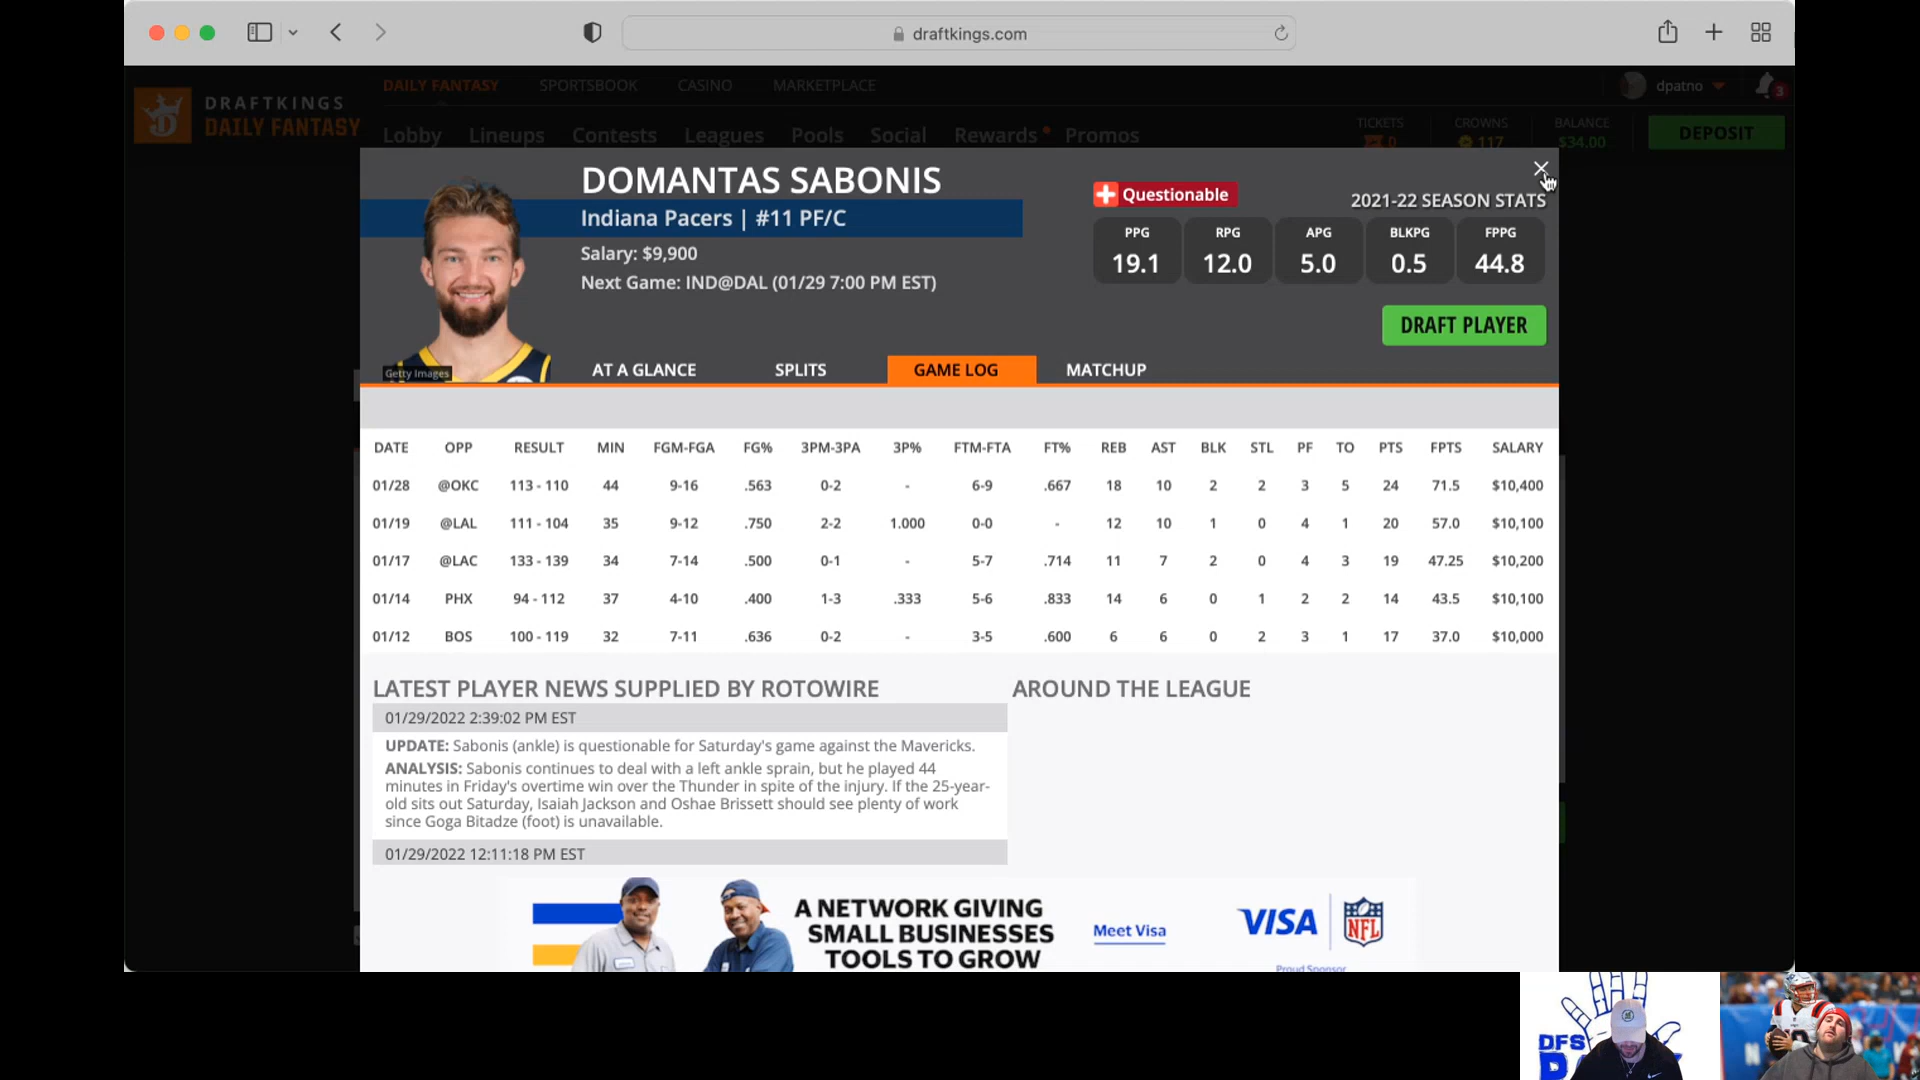 draftkings.com
DRAFTKINGS
DAILY FANTASY
DAILY FANTASY SPORTSBOOK CASINO MARKETPLACE
dpatno
3
Lobby Lineups Contests Leagues Pools Social Rewards Promos
TICKETS CROWNS BALANCE
0 117 $34.00
DEPOSIT
DOMANTAS SABONIS
Indiana Pacers | #11 PF/C
Salary: $9,900
Next Game: IND@DAL (01/29 7:00 PM EST)
Questionable
2021-22 SEASON STATS
PPG RPG APG BLKPG FPPG
19.1 12.0 5.0 0.5 44.8
DRAFT PLAYER
Getty Images
AT A GLANCE SPLITS GAME LOG MATCHUP
DATE OPP RESULT MIN FGM-FGA FG% 3PM-3PA 3P% FTM-FTA FT% REB AST BLK STL PF TO PTS FPTS SALARY
01/28 @OKC 113 - 110 44 9-16 .563 0-2 - 6-9 .667 18 10 2 2 3 5 24 71.5 $10,400
01/19 @LAL 111 - 104 35 9-12 .750 2-2 1.000 0-0 - 12 10 1 0 4 1 20 57.0 $10,100
01/17 @LAC 133 - 139 34 7-14 .500 0-1 - 5-7 .714 11 7 2 0 4 3 19 47.25 $10,200
01/14 PHX 94 - 112 37 4-10 .400 1-3 .333 5-6 .833 14 6 0 1 2 2 14 43.5 $10,100
01/12 BOS 100 - 119 32 7-11 .636 0-2 - 3-5 .600 6 6 0 2 3 1 17 37.0 $10,000
LATEST PLAYER NEWS SUPPLIED BY ROTOWIRE
AROUND THE LEAGUE
01/29/2022 2:39:02 PM EST
UPDATE: Sabonis (ankle) is questionable for Saturday's game against the Mavericks.
ANALYSIS: Sabonis continues to deal with a left ankle sprain, but he played 44
minutes in Friday's overtime win over the Thunder in spite of the injury. If the 25-year-
old sits out Saturday, Isaiah Jackson and Oshae Brissett should see plenty of work
since Goga Bitadze (foot) is unavailable.
01/29/2022 12:11:18 PM EST
A NETWORK GIVING
SMALL BUSINESSES
TOOLS TO GROW
Meet Visa
VISA
NFL
Proud Sponsor
DFS